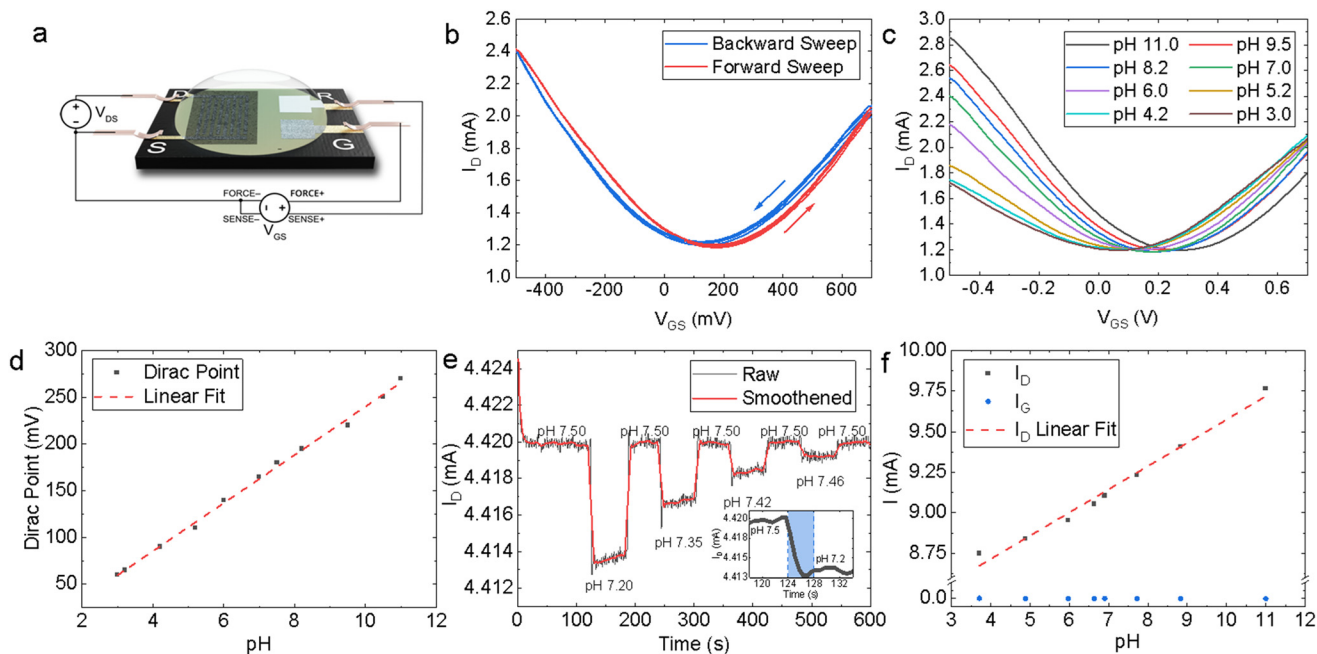 a
V_DS
D
R
S
G
FORCE–
FORCE+
SENSE–
SENSE+
V_GS
b
Backward Sweep
Forward Sweep
2.6
2.4
2.2
2.0
1.8
1.6
1.4
1.2
1.0
I_D (mA)
-400 -200 0 200 400 600
V_GS (mV)
c
pH 11.0 pH 9.5
pH 8.2 pH 7.0
pH 6.0 pH 5.2
pH 4.2 pH 3.0
3.0
2.8
2.6
2.4
2.2
2.0
1.8
1.6
1.4
1.2
1.0
I_D (mA)
-0.4 -0.2 0.0 0.2 0.4 0.6
V_GS (V)
d
Dirac Point
Linear Fit
300
250
200
150
100
50
Dirac Point (mV)
2 4 6 8 10 12
pH
e
Raw
Smoothened
4.424
4.422
4.420
4.418
4.416
4.414
4.412
I_D (mA)
pH 7.50 pH 7.50 pH 7.50 pH 7.50 pH 7.50
pH 7.46
pH 7.42
pH 7.35
pH 7.20
4.420
4.415
4.413
I_D (mA)
pH 7.5
pH 7.2
120 124 128 132
Time (s)
0 100 200 300 400 500 600
Time (s)
f
I_D
I_G
I_D Linear Fit
10.00
9.75
9.50
9.25
9.00
8.75
0.0
I (mA)
3 4 5 6 7 8 9 10 11 12
pH